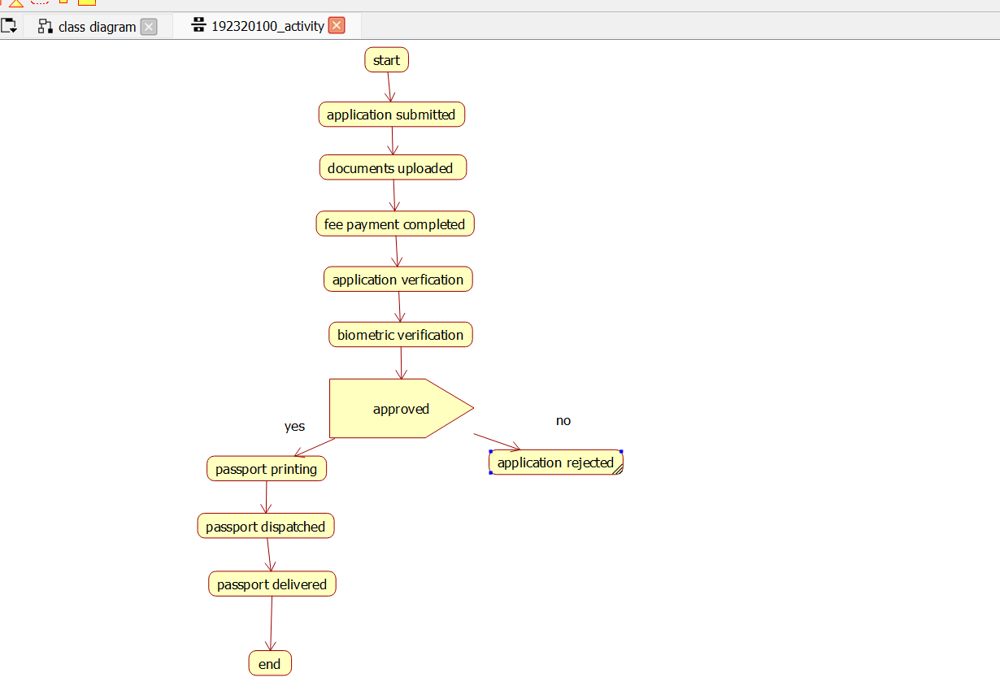 class diagram
192320100_activity
start
application submitted
documents uploaded
fee payment completed
application verfication
biometric verification
approved
yes
no
application rejected
passport printing
passport dispatched
passport delivered
end